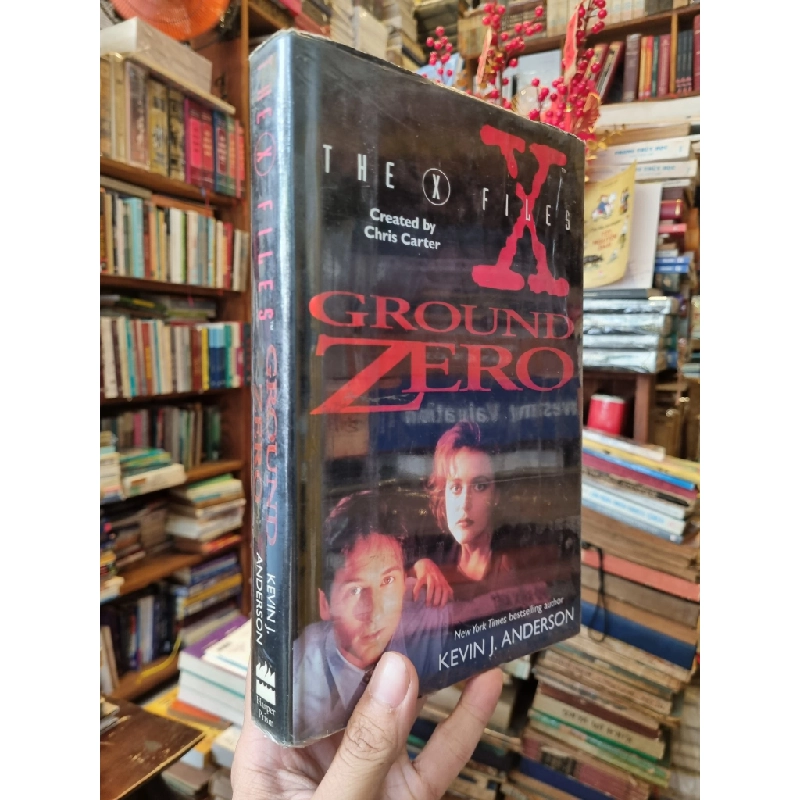 THE X FILES
Created by
Chris Carter
X
GROUND
ZERO
New York Times bestselling author
KEVIN J. ANDERSON
THE X FILES
GROUND ZERO
KEVIN J.
ANDERSON
Harper
Prism